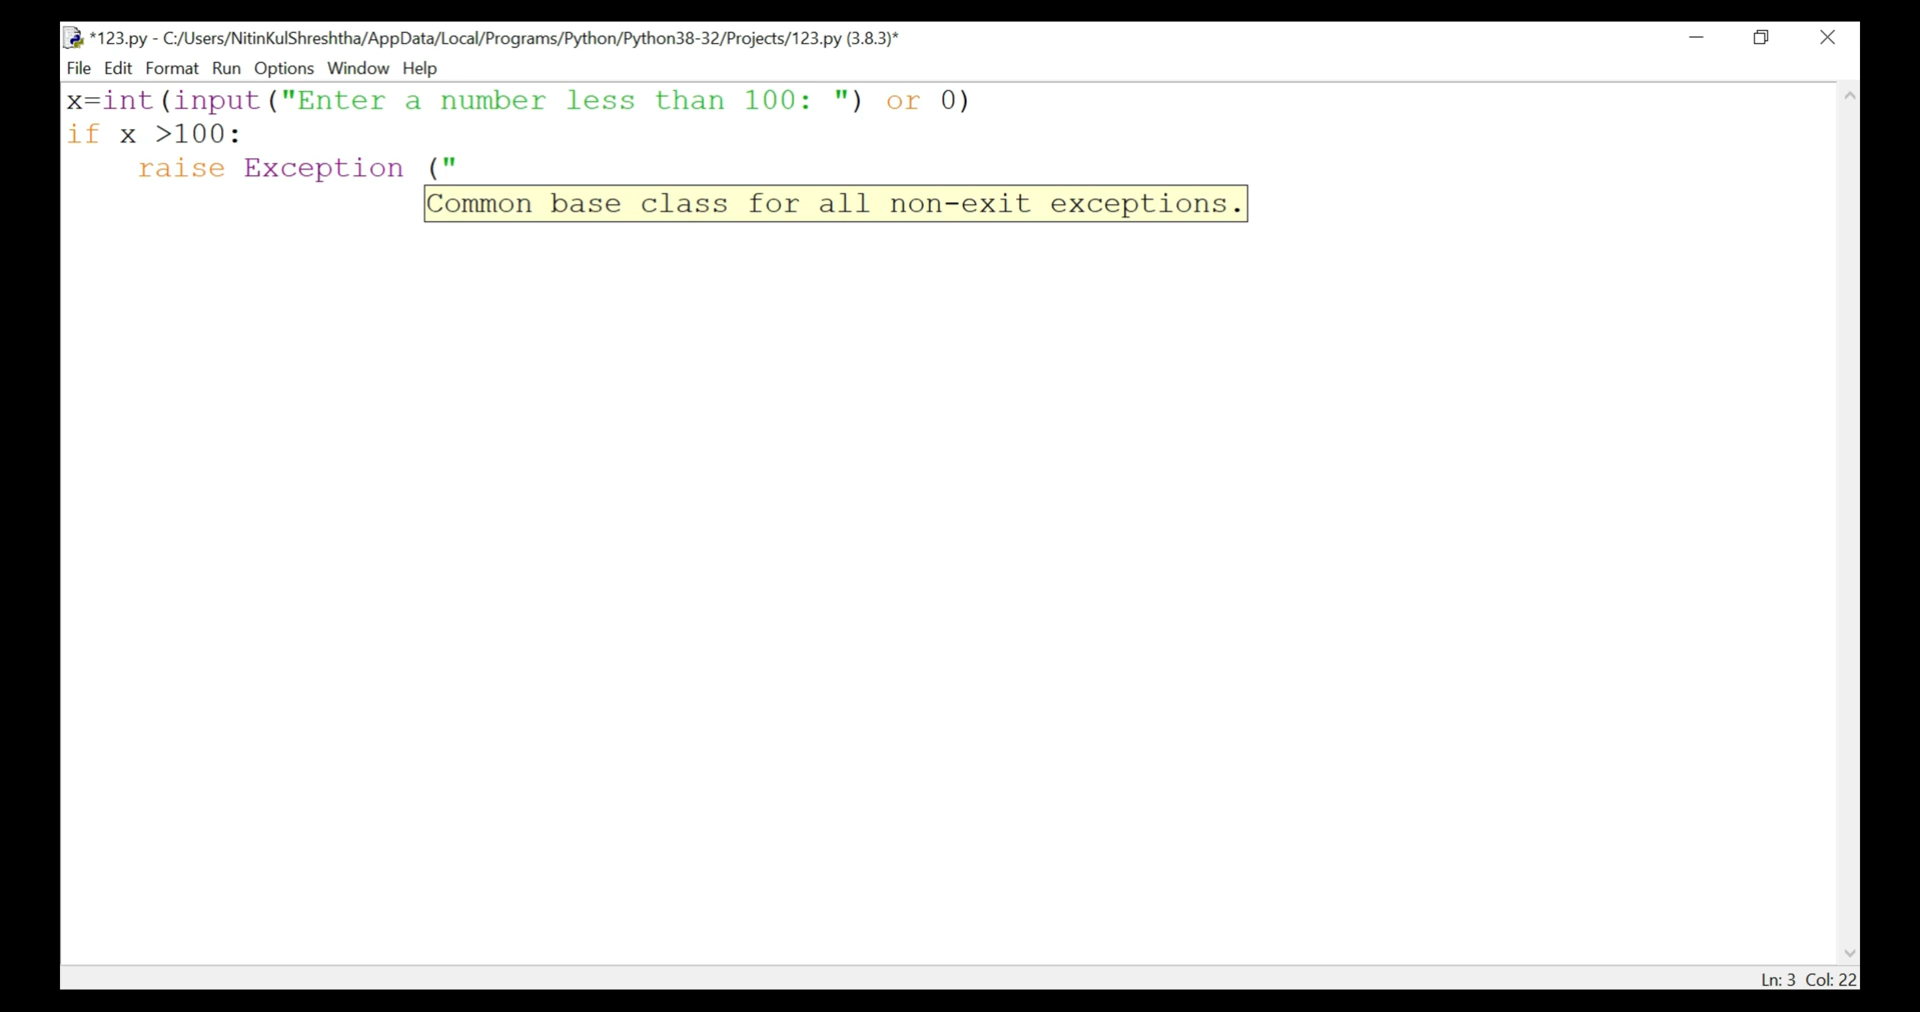 *123.py - C:/Users/NitinKulShreshtha/AppData/Local/Programs/Python/Python38-32/Projects/123.py (3.8.3)*
File Edit Format Run Options Window Help
x=int(input("Enter a number less than 100: ") or 0)
if x >100:
    raise Exception ("
Common base class for all non-exit exceptions.
Ln: 3 Col: 22